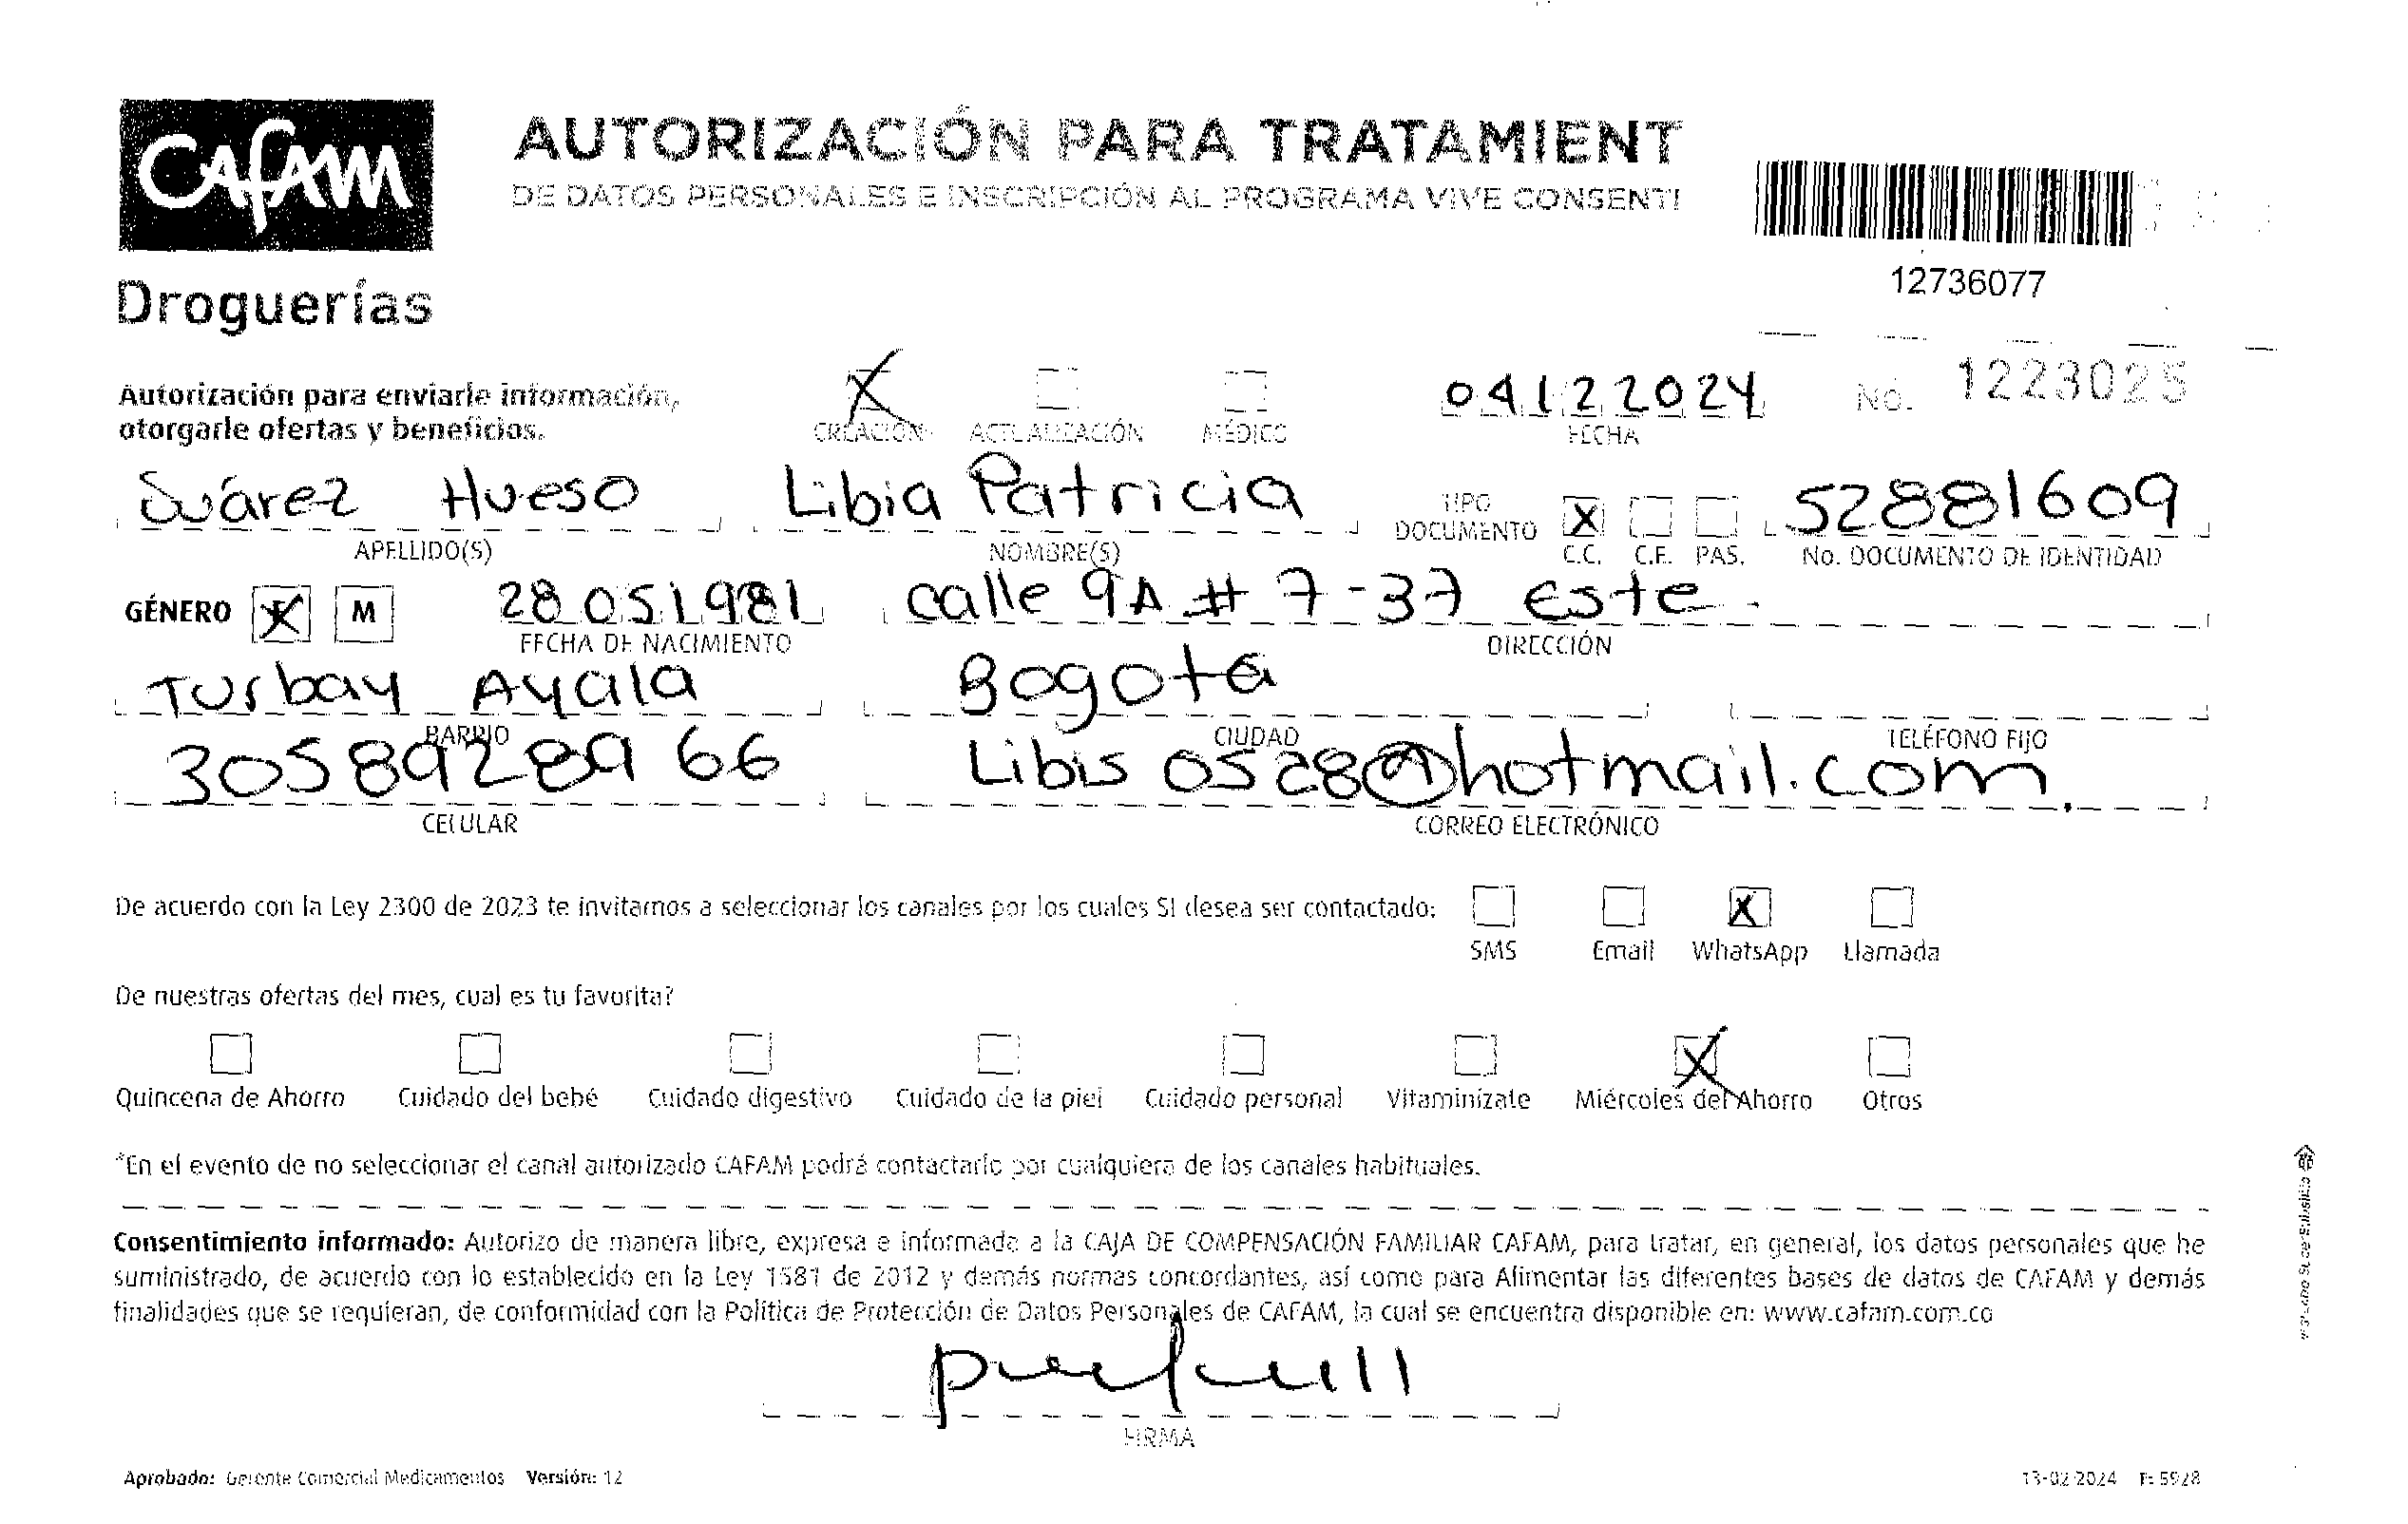 CAFAM
Droguerías
AUTORIZACIÓN PARA TRATAMIENT
DE DATOS PERSONALES E INSCRIPCIÓN AL PROGRAMA VIVE CONSENTI
12736077
Autorización para enviarle información,
otorgarle ofertas y beneficios.
X
CREACIÓN ACTUALIZACIÓN MÉDICO
04122024
FECHA
No. 1223025
Suárez Hueso
APELLIDO(S)
Libia Patricia
NOMBRE(S)
TIPO
DOCUMENTO
X
C.C. C.E. PAS.
52881609
No. DOCUMENTO DE IDENTIDAD
GÉNERO X M
28051981
FECHA DE NACIMIENTO
calle 9A # 7-37 Este
DIRECCIÓN
Turbay Ayala
BARRIO
Bogotá
CIUDAD
TELÉFONO FIJO
3058928966
CELULAR
Libis0528@hotmail.com.
CORREO ELECTRÓNICO
De acuerdo con la Ley 2300 de 2023 te invitamos a seleccionar los canales por los cuales SI desea ser contactado:
X
SMS Email WhatsApp Llamada
De nuestras ofertas del mes, cual es tu favorita?
X
Quincena de Ahorro Cuidado del bebé Cuidado digestivo Cuidado de la piel Cuidado personal Vitaminízate Miércoles del Ahorro Otros
*En el evento de no seleccionar el canal autorizado CAFAM podrá contactarlo por cualquiera de los canales habituales.
Consentimiento informado: Autorizo de manera libre, expresa e informada a la CAJA DE COMPENSACIÓN FAMILIAR CAFAM, para tratar, en general, los datos personales que he
suministrado, de acuerdo con lo establecido en la Ley 1581 de 2012 y demás normas concordantes, así como para Alimentar las diferentes bases de datos de CAFAM y demás
finalidades que se requieran, de conformidad con la Política de Protección de Datos Personales de CAFAM, la cual se encuentra disponible en: www.cafam.com.co
FIRMA
Aprobado: Gerente Comercial Medicamentos Versión: 12
13-02-2024 F: 5928